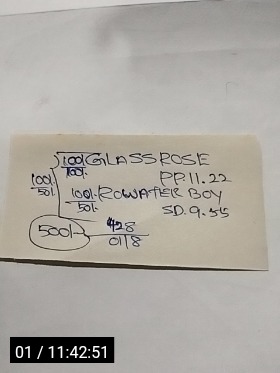 100/- GLASSROSE
100/-
PP.11.22
100/-
50/-
100/- ROWATER BOY
50/-
SD.9.55
500/- 428
0118
01 / 11:42:51